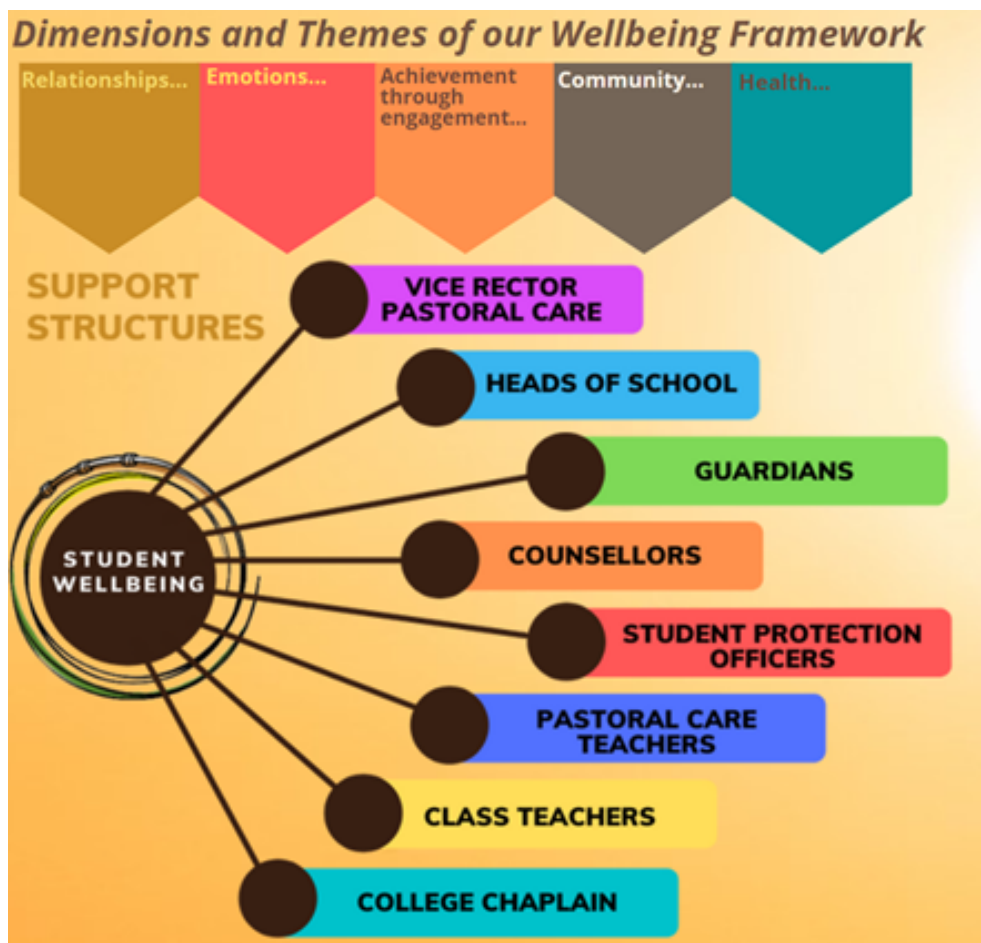 Dimensions and Themes of our Wellbeing Framework
Relationships...
Emotions...
Achievement
through
engagement...
Community...
Health...
SUPPORT
STRUCTURES
VICE RECTOR
PASTORAL CARE
HEADS OF SCHOOL
GUARDIANS
COUNSELLORS
STUDENT
WELLBEING
STUDENT PROTECTION
OFFICERS
PASTORAL CARE
TEACHERS
CLASS TEACHERS
COLLEGE CHAPLAIN